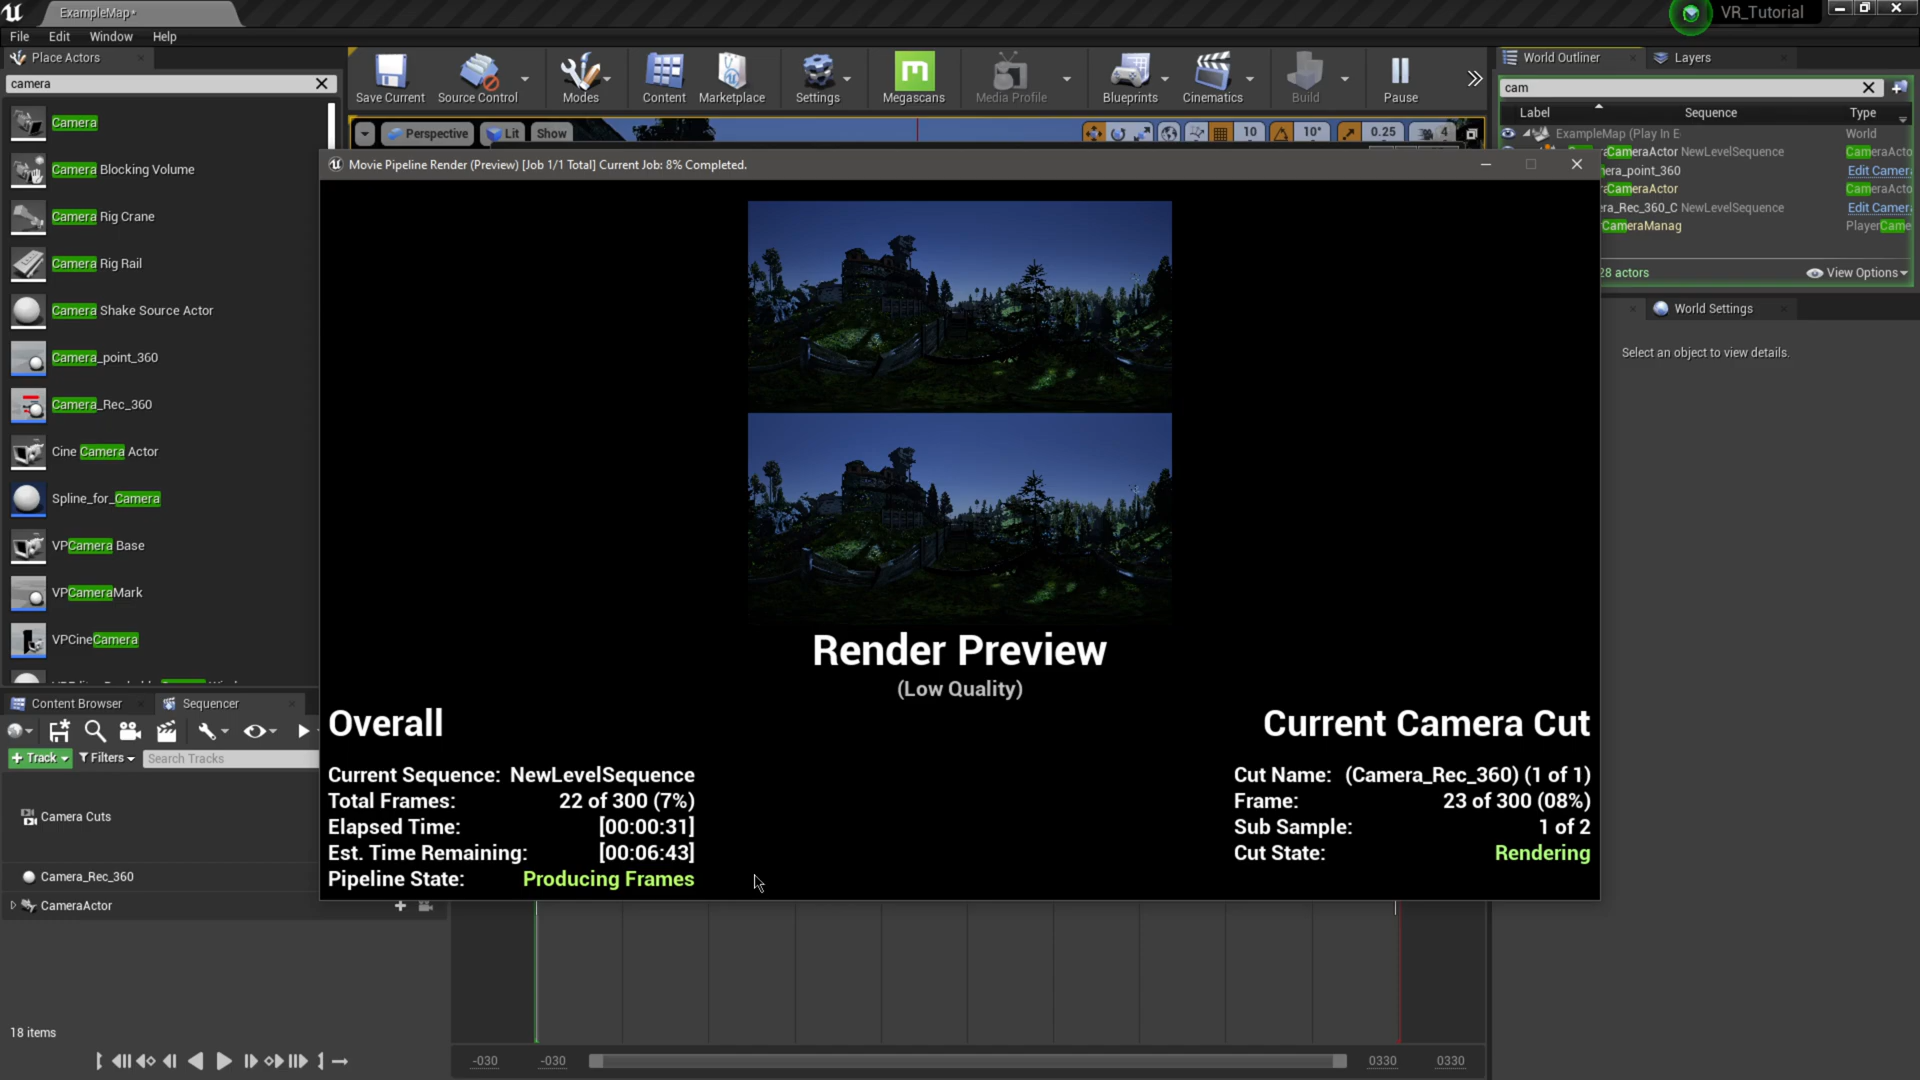 ExampleMap*
VR_Tutorial
File Edit Window Help
Place Actors
camera
Camera
Camera Blocking Volume
Camera Rig Crane
Camera Rig Rail
Camera Shake Source Actor
Camera_point_360
Camera_Rec_360
Cine Camera Actor
Spline_for_Camera
VPCamera Base
VPCameraMark
VPCineCamera
Save Current
Source Control
Modes
Content
Marketplace
Settings
Megascans
Media Profile
Blueprints
Cinematics
Build
Pause
Perspective
Lit
Show
10
10°
0.25
4
World Outliner
Layers
cam
Label Sequence Type
ExampleMap (Play In E World
CameraActor NewLevelSequence CameraActo
era_point_360 Edit Camer
CameraActor CameraActo
ra_Rec_360_C NewLevelSequence Edit Camer
CameraManag PlayerCame
28 actors
View Options
World Settings
Select an object to view details.
Movie Pipeline Render (Preview) [Job 1/1 Total] Current Job: 8% Completed.
Render Preview
(Low Quality)
Overall
Current Sequence: NewLevelSequence
Total Frames: 22 of 300 (7%)
Elapsed Time: [00:00:31]
Est. Time Remaining: [00:06:43]
Pipeline State: Producing Frames
Current Camera Cut
Cut Name: (Camera_Rec_360) (1 of 1)
Frame: 23 of 300 (08%)
Sub Sample: 1 of 2
Cut State: Rendering
Content Browser
Sequencer
Track
Filters
Search Tracks
Camera Cuts
Camera_Rec_360
CameraActor
18 items
-030
-030
0330
0330